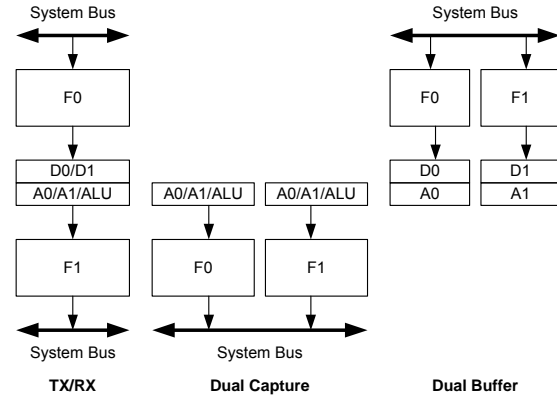 System Bus
System Bus
F0
F0
F1
D0/D1
A0/A1/ALU
D0
D1
A0
A1
A0/A1/ALU
A0/A1/ALU
F1
F0
F1
System Bus
System Bus
TX/RX
Dual Capture
Dual Buffer